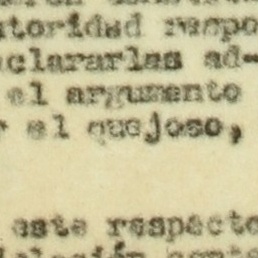 toridad respo
clararlas ad-
el argumento
el quejoso,
este respecto